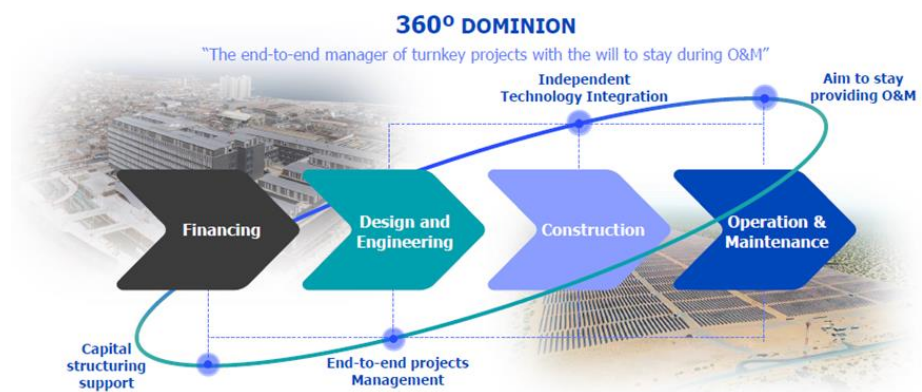 360º DOMINION
“The end-to-end manager of turnkey projects with the will to stay during O&M”
Independent
Technology Integration
Aim to stay
providing O&M
Financing
Design and
Engineering
Construction
Operation &
Maintenance
Capital
structuring
support
End-to-end projects
Management